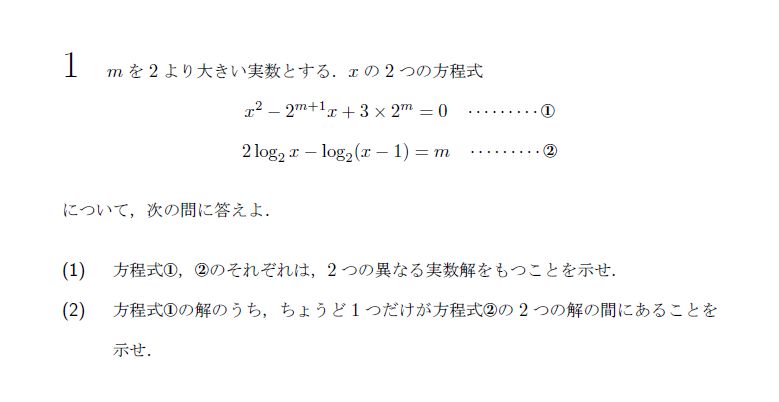 1 m を 2 より大きい実数とする．x の 2 つの方程式
x² − 2^{m+1}x + 3 × 2^m = 0 ·········①
2 log₂ x − log₂(x − 1) = m ·········②
について，次の問に答えよ．
(1) 方程式①，②のそれぞれは，2 つの異なる実数解をもつことを示せ．
(2) 方程式①の解のうち，ちょうど 1 つだけが方程式②の 2 つの解の間にあることを
示せ．